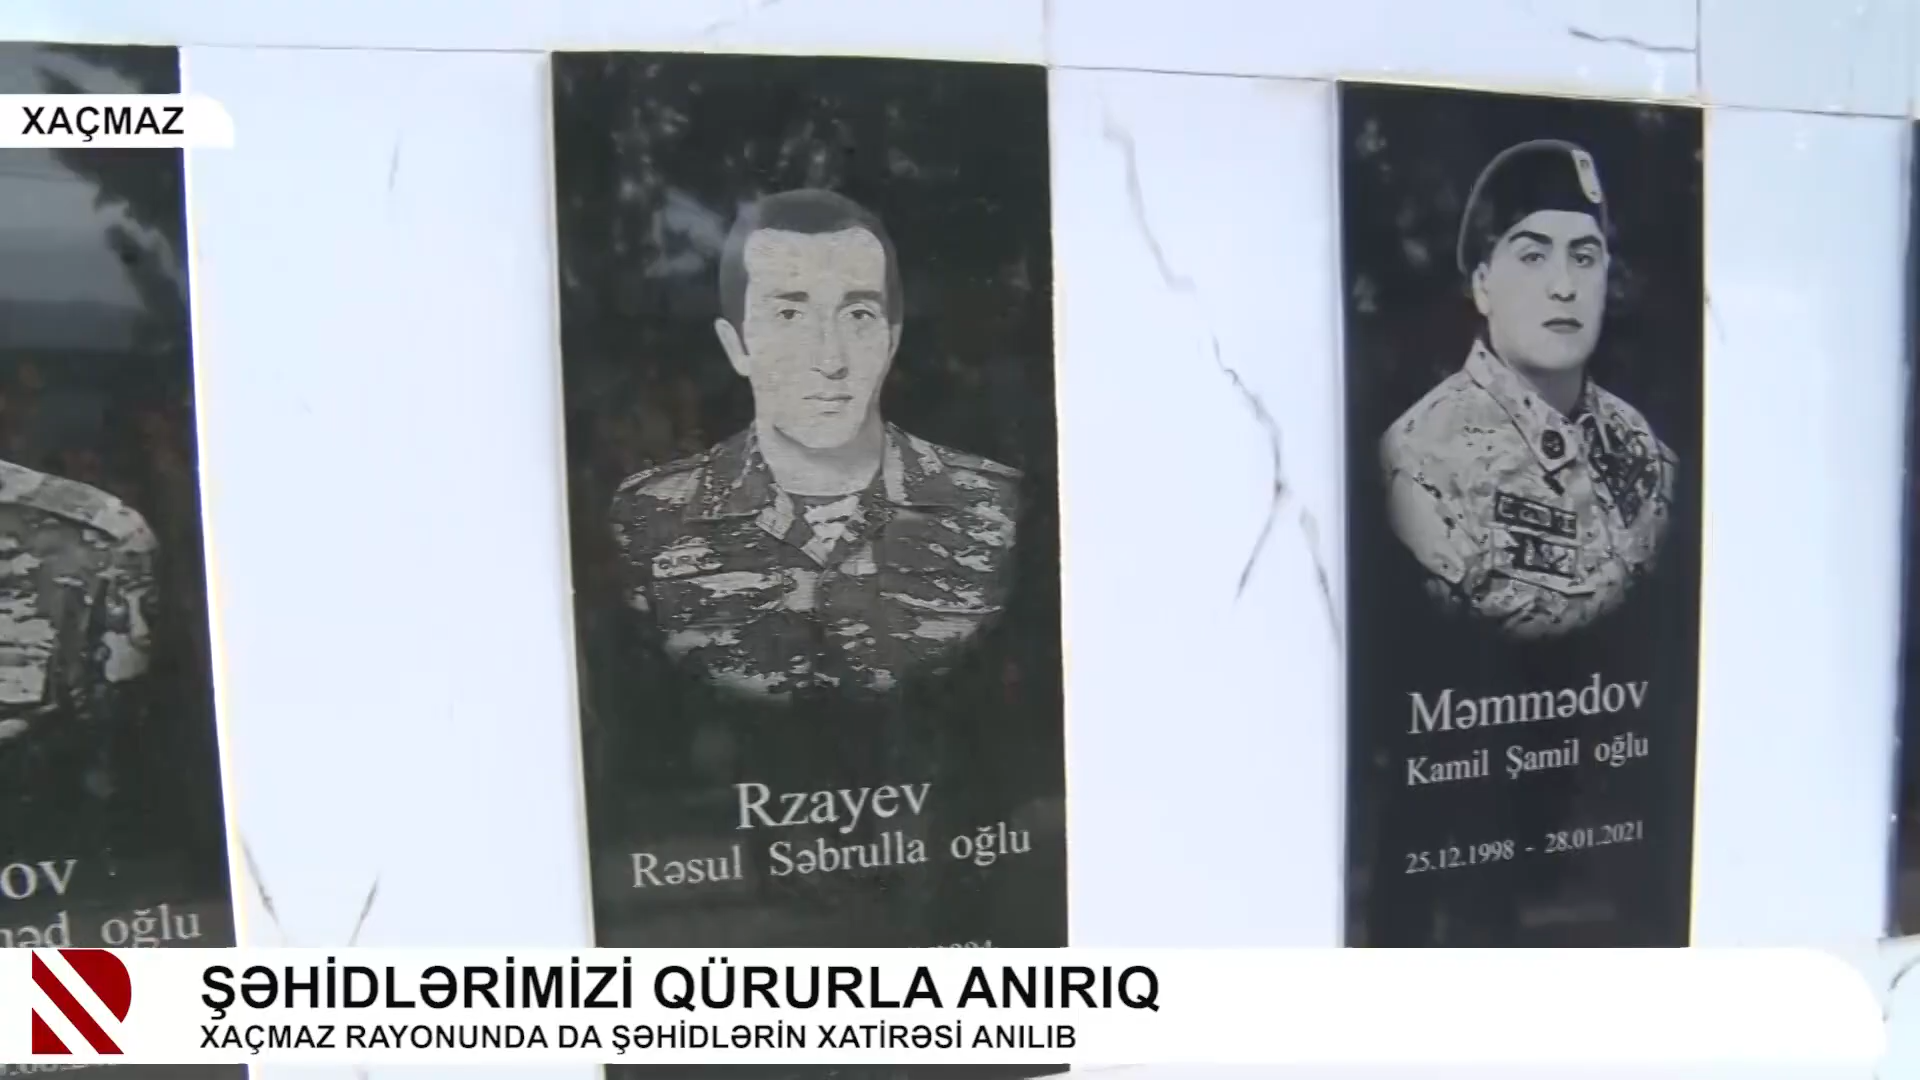 XAÇMAZ
Rzayev
Rəsul Səbrulla oğlu
Məmmədov
Kamil Şamil oğlu
25.12.1998 - 28.01.2021
oğlu
ŞƏHİDLƏRİMİZİ QÜRURLA ANIRIQ
XAÇMAZ RAYONUNDA DA ŞƏHİDLƏRİN XATİRƏSİ ANILIB